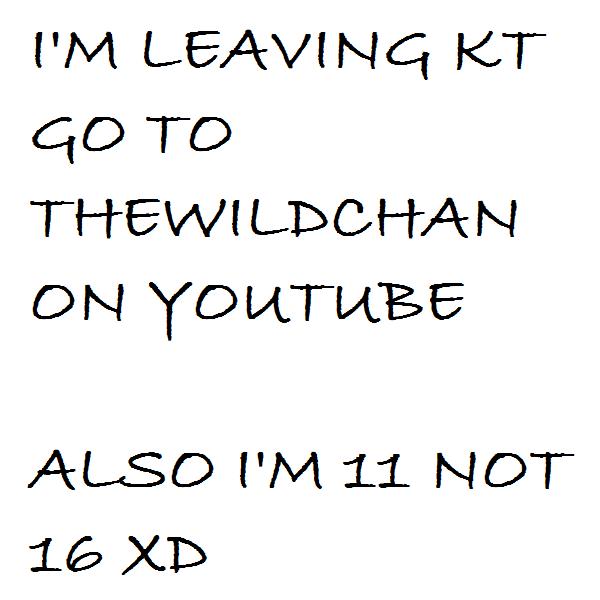 I'M LEAVING KT
GO TO
THEWILDCHAN
ON YOUTUBE
ALSO I'M 11 NOT
16 XD